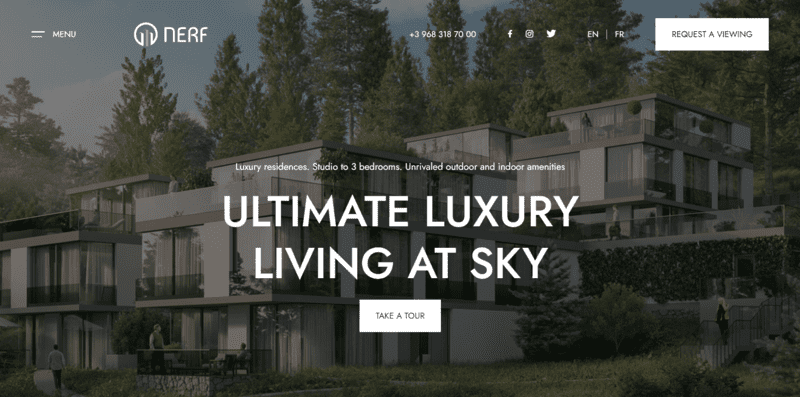 MENU
NERF
+3 968 318 70 00
EN | FR
REQUEST A VIEWING
Luxury residences. Studio to 3 bedrooms. Unrivaled outdoor and indoor amenities
ULTIMATE LUXURY
LIVING AT SKY
TAKE A TOUR